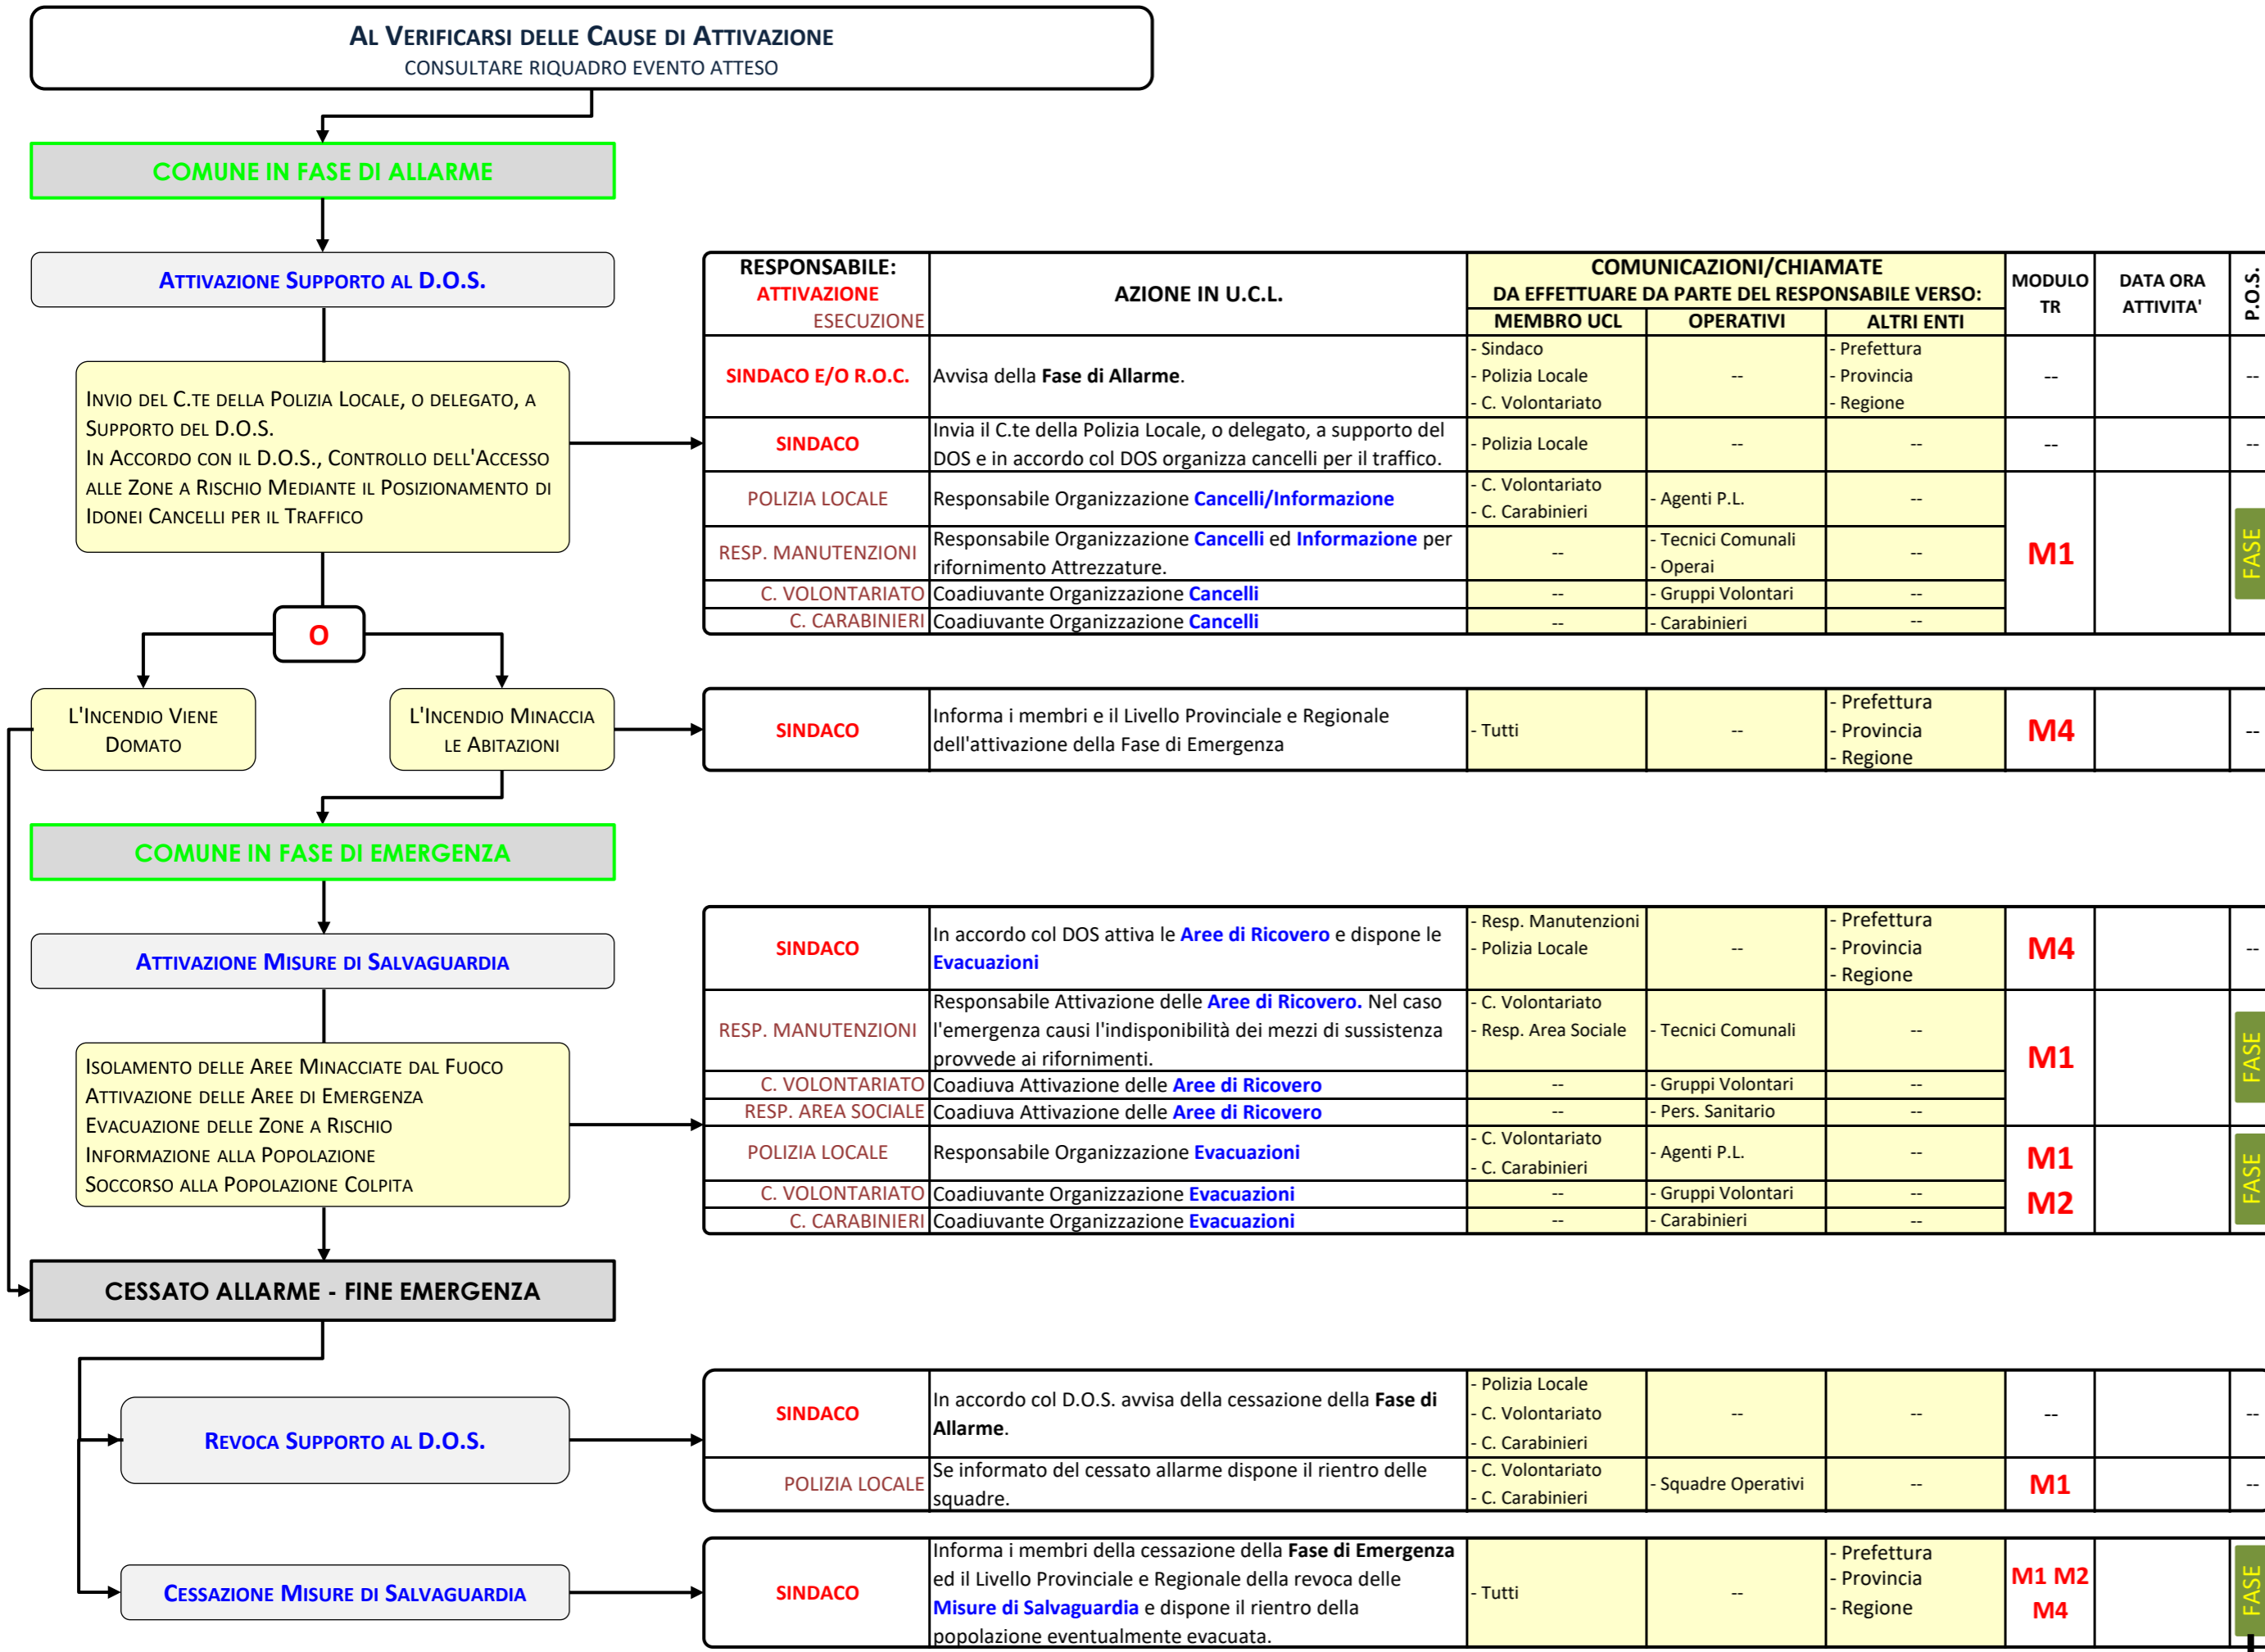 AL VERIFICARSI DELLE CAUSE DI ATTIVAZIONE
CONSULTARE RIQUADRO EVENTO ATTESO
COMUNE IN FASE DI ALLARME
ATTIVAZIONE SUPPORTO AL D.O.S.
INVIO DEL C.TE DELLA POLIZIA LOCALE, O DELEGATO, A
SUPPORTO DEL D.O.S.
IN ACCORDO CON IL D.O.S., CONTROLLO DELL'ACCESSO
ALLE ZONE A RISCHIO MEDIANTE IL POSIZIONAMENTO DI
IDONEI CANCELLI PER IL TRAFFICO
RESPONSABILE:
ATTIVAZIONE
ESECUZIONE
AZIONE IN U.C.L.
COMUNICAZIONI/CHIAMATE
DA EFFETTUARE DA PARTE DEL RESPONSABILE VERSO:
MEMBRO UCL
OPERATIVI
ALTRI ENTI
MODULO
TR
DATA ORA
ATTIVITA'
P.O.S.
SINDACO E/O R.O.C.
Avvisa della Fase di Allarme.
- Sindaco
- Polizia Locale
- C. Volontariato
--
- Prefettura
- Provincia
- Regione
--
--
SINDACO
Invia il C.te della Polizia Locale, o delegato, a supporto del
DOS e in accordo col DOS organizza cancelli per il traffico.
- Polizia Locale
--
--
--
--
POLIZIA LOCALE
Responsabile Organizzazione Cancelli/Informazione
- C. Volontariato
- C. Carabinieri
- Agenti P.L.
--
M1
FASE
RESP. MANUTENZIONI
Responsabile Organizzazione Cancelli ed Informazione per
rifornimento Attrezzature.
--
- Tecnici Comunali
- Operai
--
C. VOLONTARIATO
Coadiuvante Organizzazione Cancelli
--
- Gruppi Volontari
--
C. CARABINIERI
Coadiuvante Organizzazione Cancelli
--
- Carabinieri
--
O
L'INCENDIO VIENE
DOMATO
L'INCENDIO MINACCIA
LE ABITAZIONI
SINDACO
Informa i membri e il Livello Provinciale e Regionale
dell'attivazione della Fase di Emergenza
- Tutti
--
- Prefettura
- Provincia
- Regione
M4
--
COMUNE IN FASE DI EMERGENZA
ATTIVAZIONE MISURE DI SALVAGUARDIA
ISOLAMENTO DELLE AREE MINACCIATE DAL FUOCO
ATTIVAZIONE DELLE AREE DI EMERGENZA
EVACUAZIONE DELLE ZONE A RISCHIO
INFORMAZIONE ALLA POPOLAZIONE
SOCCORSO ALLA POPOLAZIONE COLPITA
SINDACO
In accordo col DOS attiva le Aree di Ricovero e dispone le
Evacuazioni
- Resp. Manutenzioni
- Polizia Locale
--
- Prefettura
- Provincia
- Regione
M4
--
RESP. MANUTENZIONI
Responsabile Attivazione delle Aree di Ricovero. Nel caso
l'emergenza causi l'indisponibilità dei mezzi di sussistenza
provvede ai rifornimenti.
- C. Volontariato
- Resp. Area Sociale
- Tecnici Comunali
--
M1
FASE
C. VOLONTARIATO
Coadiuva Attivazione delle Aree di Ricovero
--
- Gruppi Volontari
--
RESP. AREA SOCIALE
Coadiuva Attivazione delle Aree di Ricovero
--
- Pers. Sanitario
--
POLIZIA LOCALE
Responsabile Organizzazione Evacuazioni
- C. Volontariato
- C. Carabinieri
- Agenti P.L.
--
M1
M2
FASE
C. VOLONTARIATO
Coadiuvante Organizzazione Evacuazioni
--
- Gruppi Volontari
--
C. CARABINIERI
Coadiuvante Organizzazione Evacuazioni
--
- Carabinieri
--
CESSATO ALLARME - FINE EMERGENZA
REVOCA SUPPORTO AL D.O.S.
SINDACO
In accordo col D.O.S. avvisa della cessazione della Fase di
Allarme.
- Polizia Locale
- C. Volontariato
- C. Carabinieri
--
--
--
--
POLIZIA LOCALE
Se informato del cessato allarme dispone il rientro delle
squadre.
- C. Volontariato
- C. Carabinieri
- Squadre Operativi
--
M1
--
CESSAZIONE MISURE DI SALVAGUARDIA
SINDACO
Informa i membri della cessazione della Fase di Emergenza
ed il Livello Provinciale e Regionale della revoca delle
Misure di Salvaguardia e dispone il rientro della
popolazione eventualmente evacuata.
- Tutti
--
- Prefettura
- Provincia
- Regione
M1 M2
M4
FASE